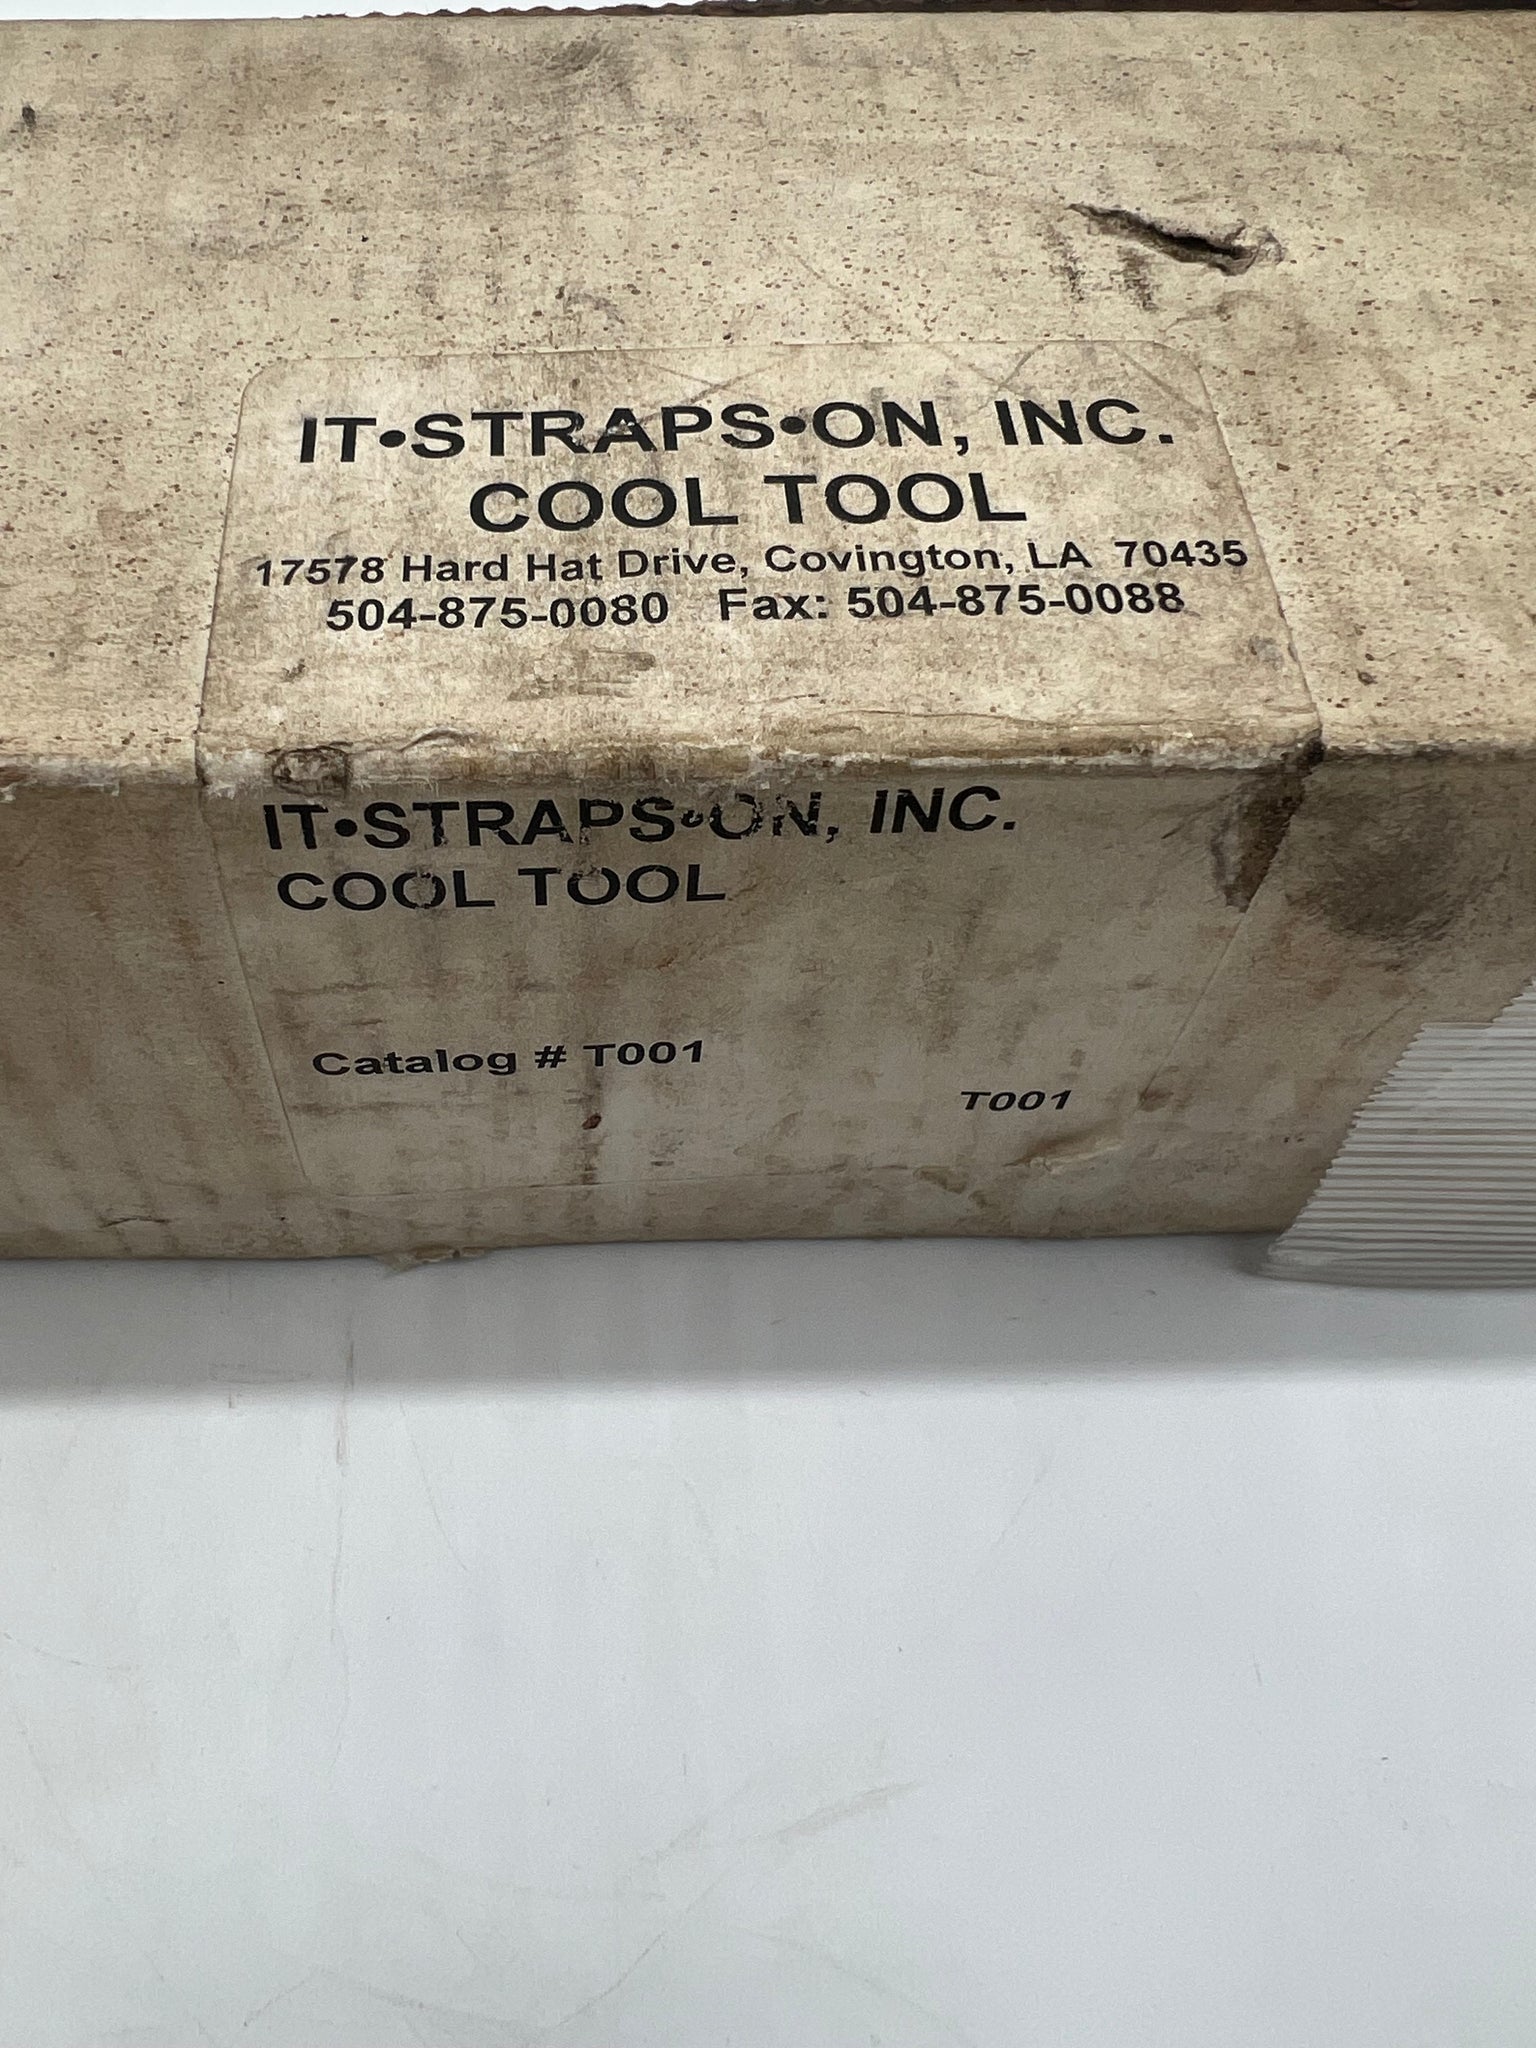 IT•STRAPS•ON, INC.
COOL TOOL
17578 Hard Hat Drive, Covington, LA 70435
504-875-0080 Fax: 504-875-0088
IT•STRAPS•ON, INC.
COOL TOOL
Catalog # T001
T001